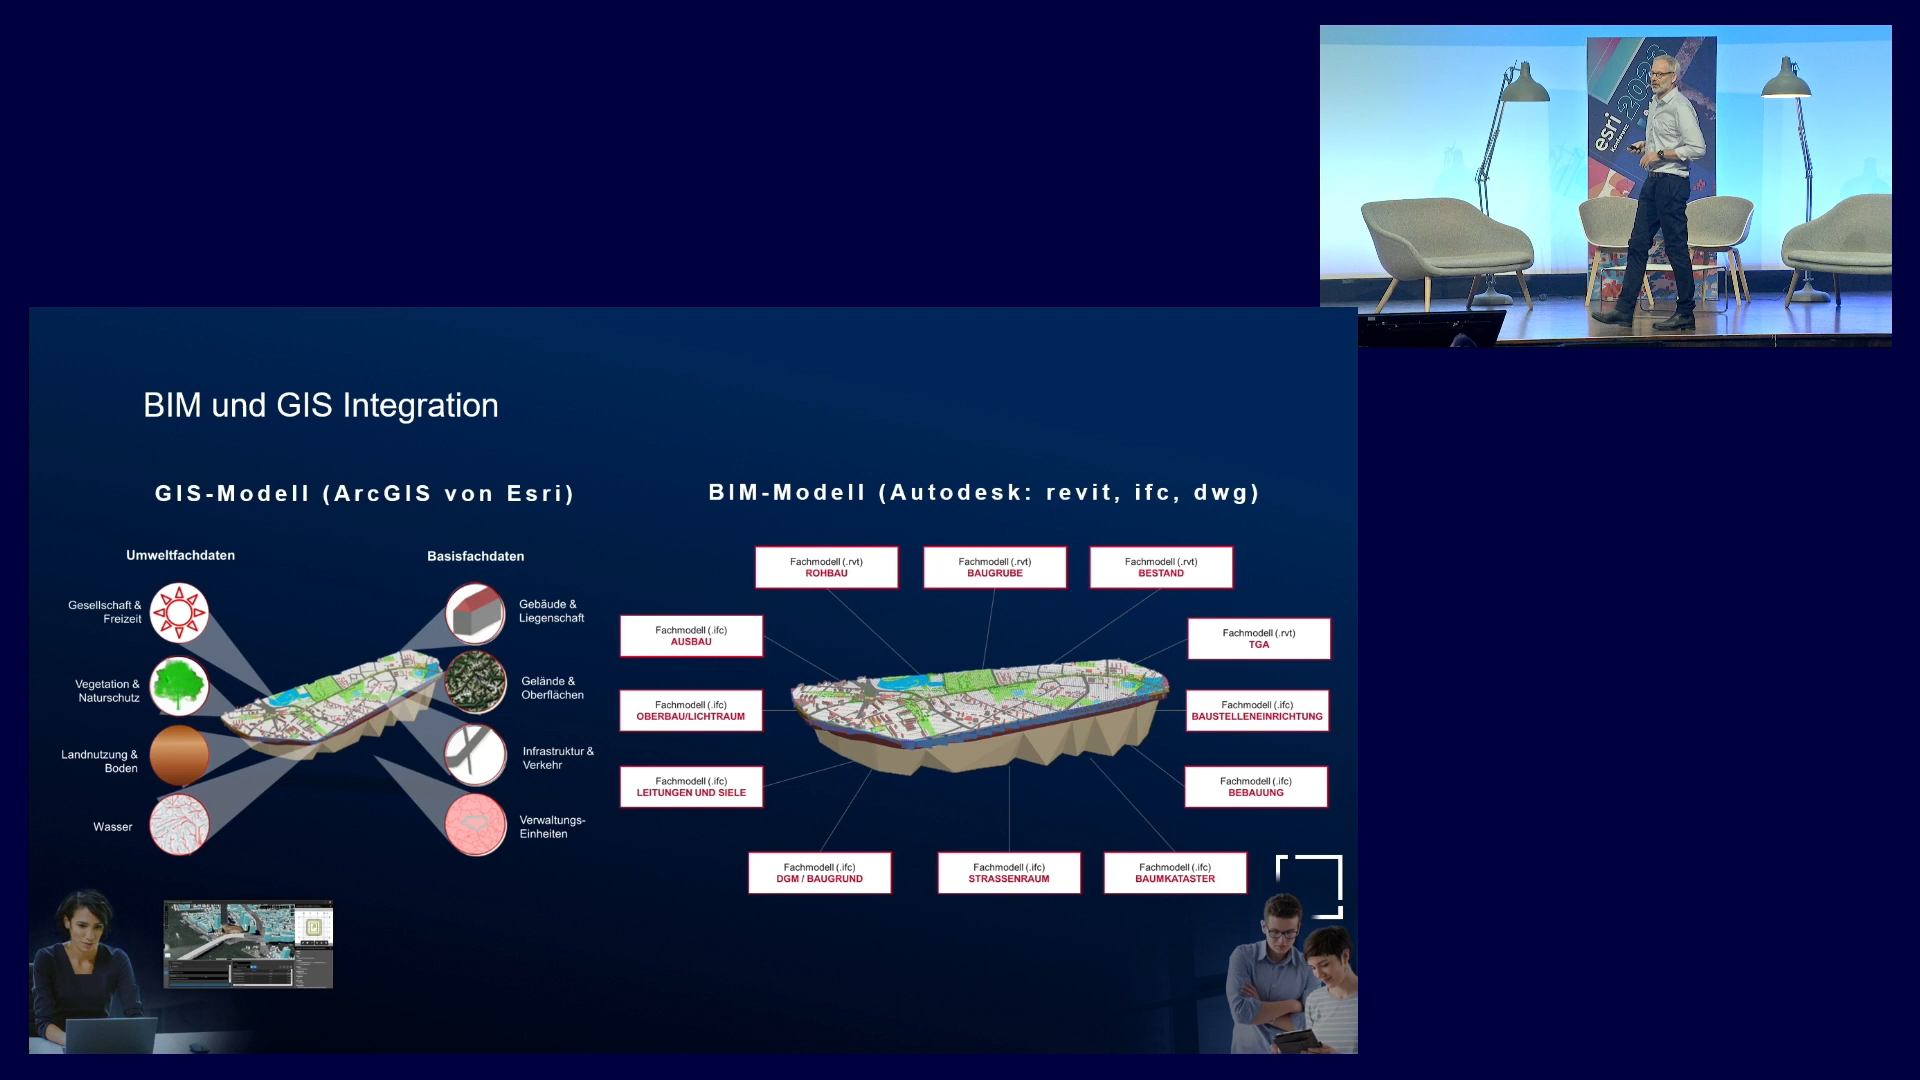 esri
Konferenz
2023
BIM und GIS Integration
GIS-Modell (ArcGIS von Esri)
BIM-Modell (Autodesk: revit, ifc, dwg)
Umweltfachdaten
Basisfachdaten
Gesellschaft &
Freizeit
Vegetation &
Naturschutz
Landnutzung &
Boden
Wasser
Gebäude &
Liegenschaft
Gelände &
Oberflächen
Infrastruktur &
Verkehr
Verwaltungs-
Einheiten
Fachmodell (.rvt)
ROHBAU
Fachmodell (.rvt)
BAUGRUBE
Fachmodell (.rvt)
BESTAND
Fachmodell (.ifc)
AUSBAU
Fachmodell (.rvt)
TGA
Fachmodell (.ifc)
OBERBAU/LICHTRAUM
Fachmodell (.ifc)
BAUSTELLENEINRICHTUNG
Fachmodell (.ifc)
LEITUNGEN UND SIELE
Fachmodell (.ifc)
BEBAUUNG
Fachmodell (.ifc)
DGM / BAUGRUND
Fachmodell (.ifc)
STRASSENRAUM
Fachmodell (.ifc)
BAUMKATASTER